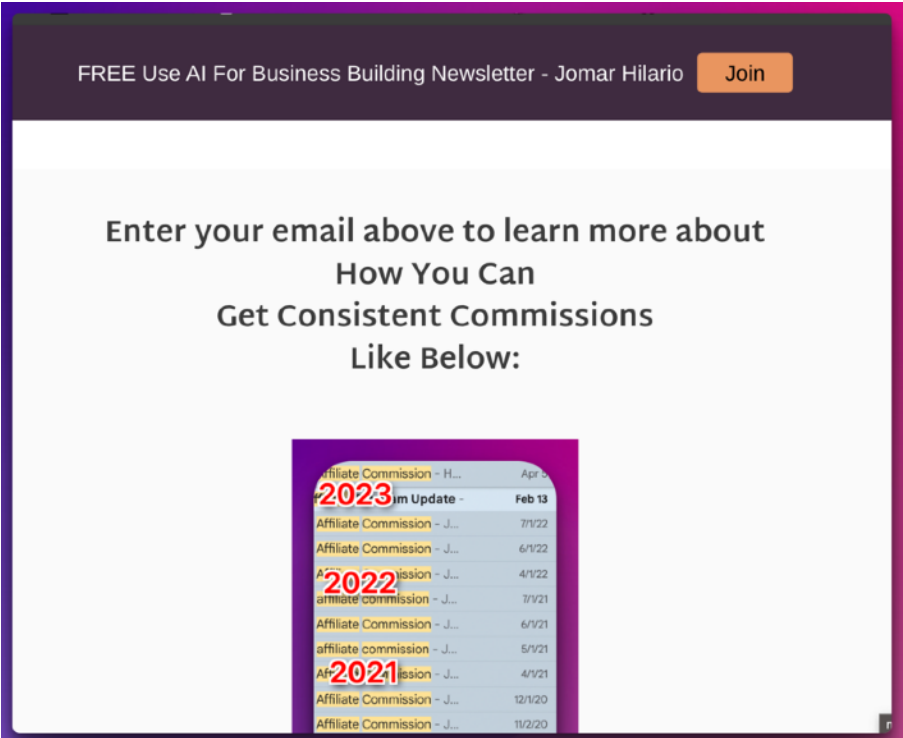 FREE Use AI For Business Building Newsletter - Jomar Hilario Join
Enter your email above to learn more about
How You Can
Get Consistent Commissions
Like Below:
Affiliate Commission - H... Apr 5
2023 Update - Feb 13
Affiliate Commission - J... 7/1/22
Affiliate Commission - J... 6/1/22
2022 - J... 4/1/22
affiliate commission - J... 7/1/21
Affiliate Commission - J... 6/1/21
affiliate commission - J... 5/1/21
2021 - J... 4/1/21
Affiliate Commission - J... 12/1/20
Affiliate Commission - J... 11/2/20